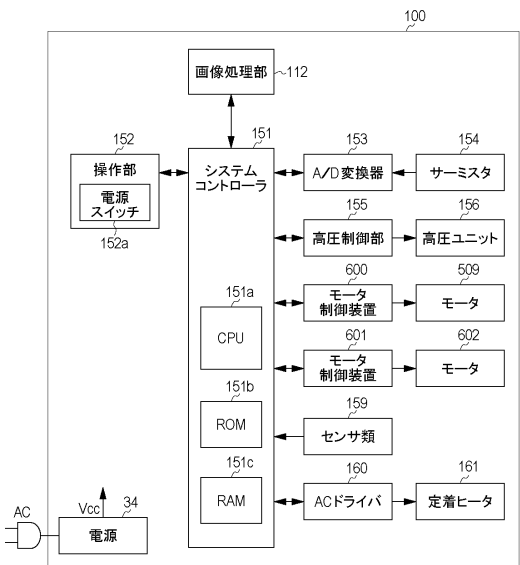 100
画像処理部
112
152
操作部
電源
スイッチ
152a
151
システム
コントローラ
153
A/D変換器
154
サーミスタ
155
高圧制御部
156
高圧ユニット
151a
CPU
600
モータ
制御装置
509
モータ
601
モータ
制御装置
602
モータ
151b
ROM
159
センサ類
151c
RAM
160
ACドライバ
161
定着ヒータ
AC
Vcc
34
電源